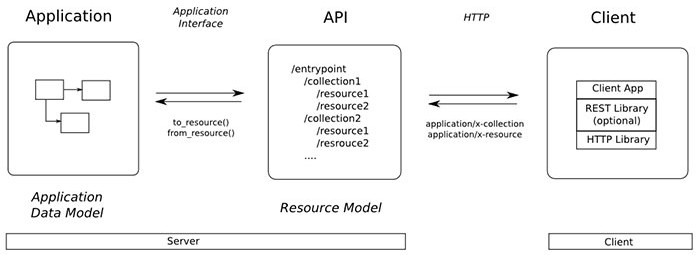 Application
Application
Interface
API
HTTP
Client
to_resource()
from_resource()
/entrypoint
/collection1
/resource1
/resource2
/collection2
/resource1
/resrouce2
....
application/x-collection
application/x-resource
Client App
REST Library
(optional)
HTTP Library
Application
Data Model
Resource Model
Server
Client